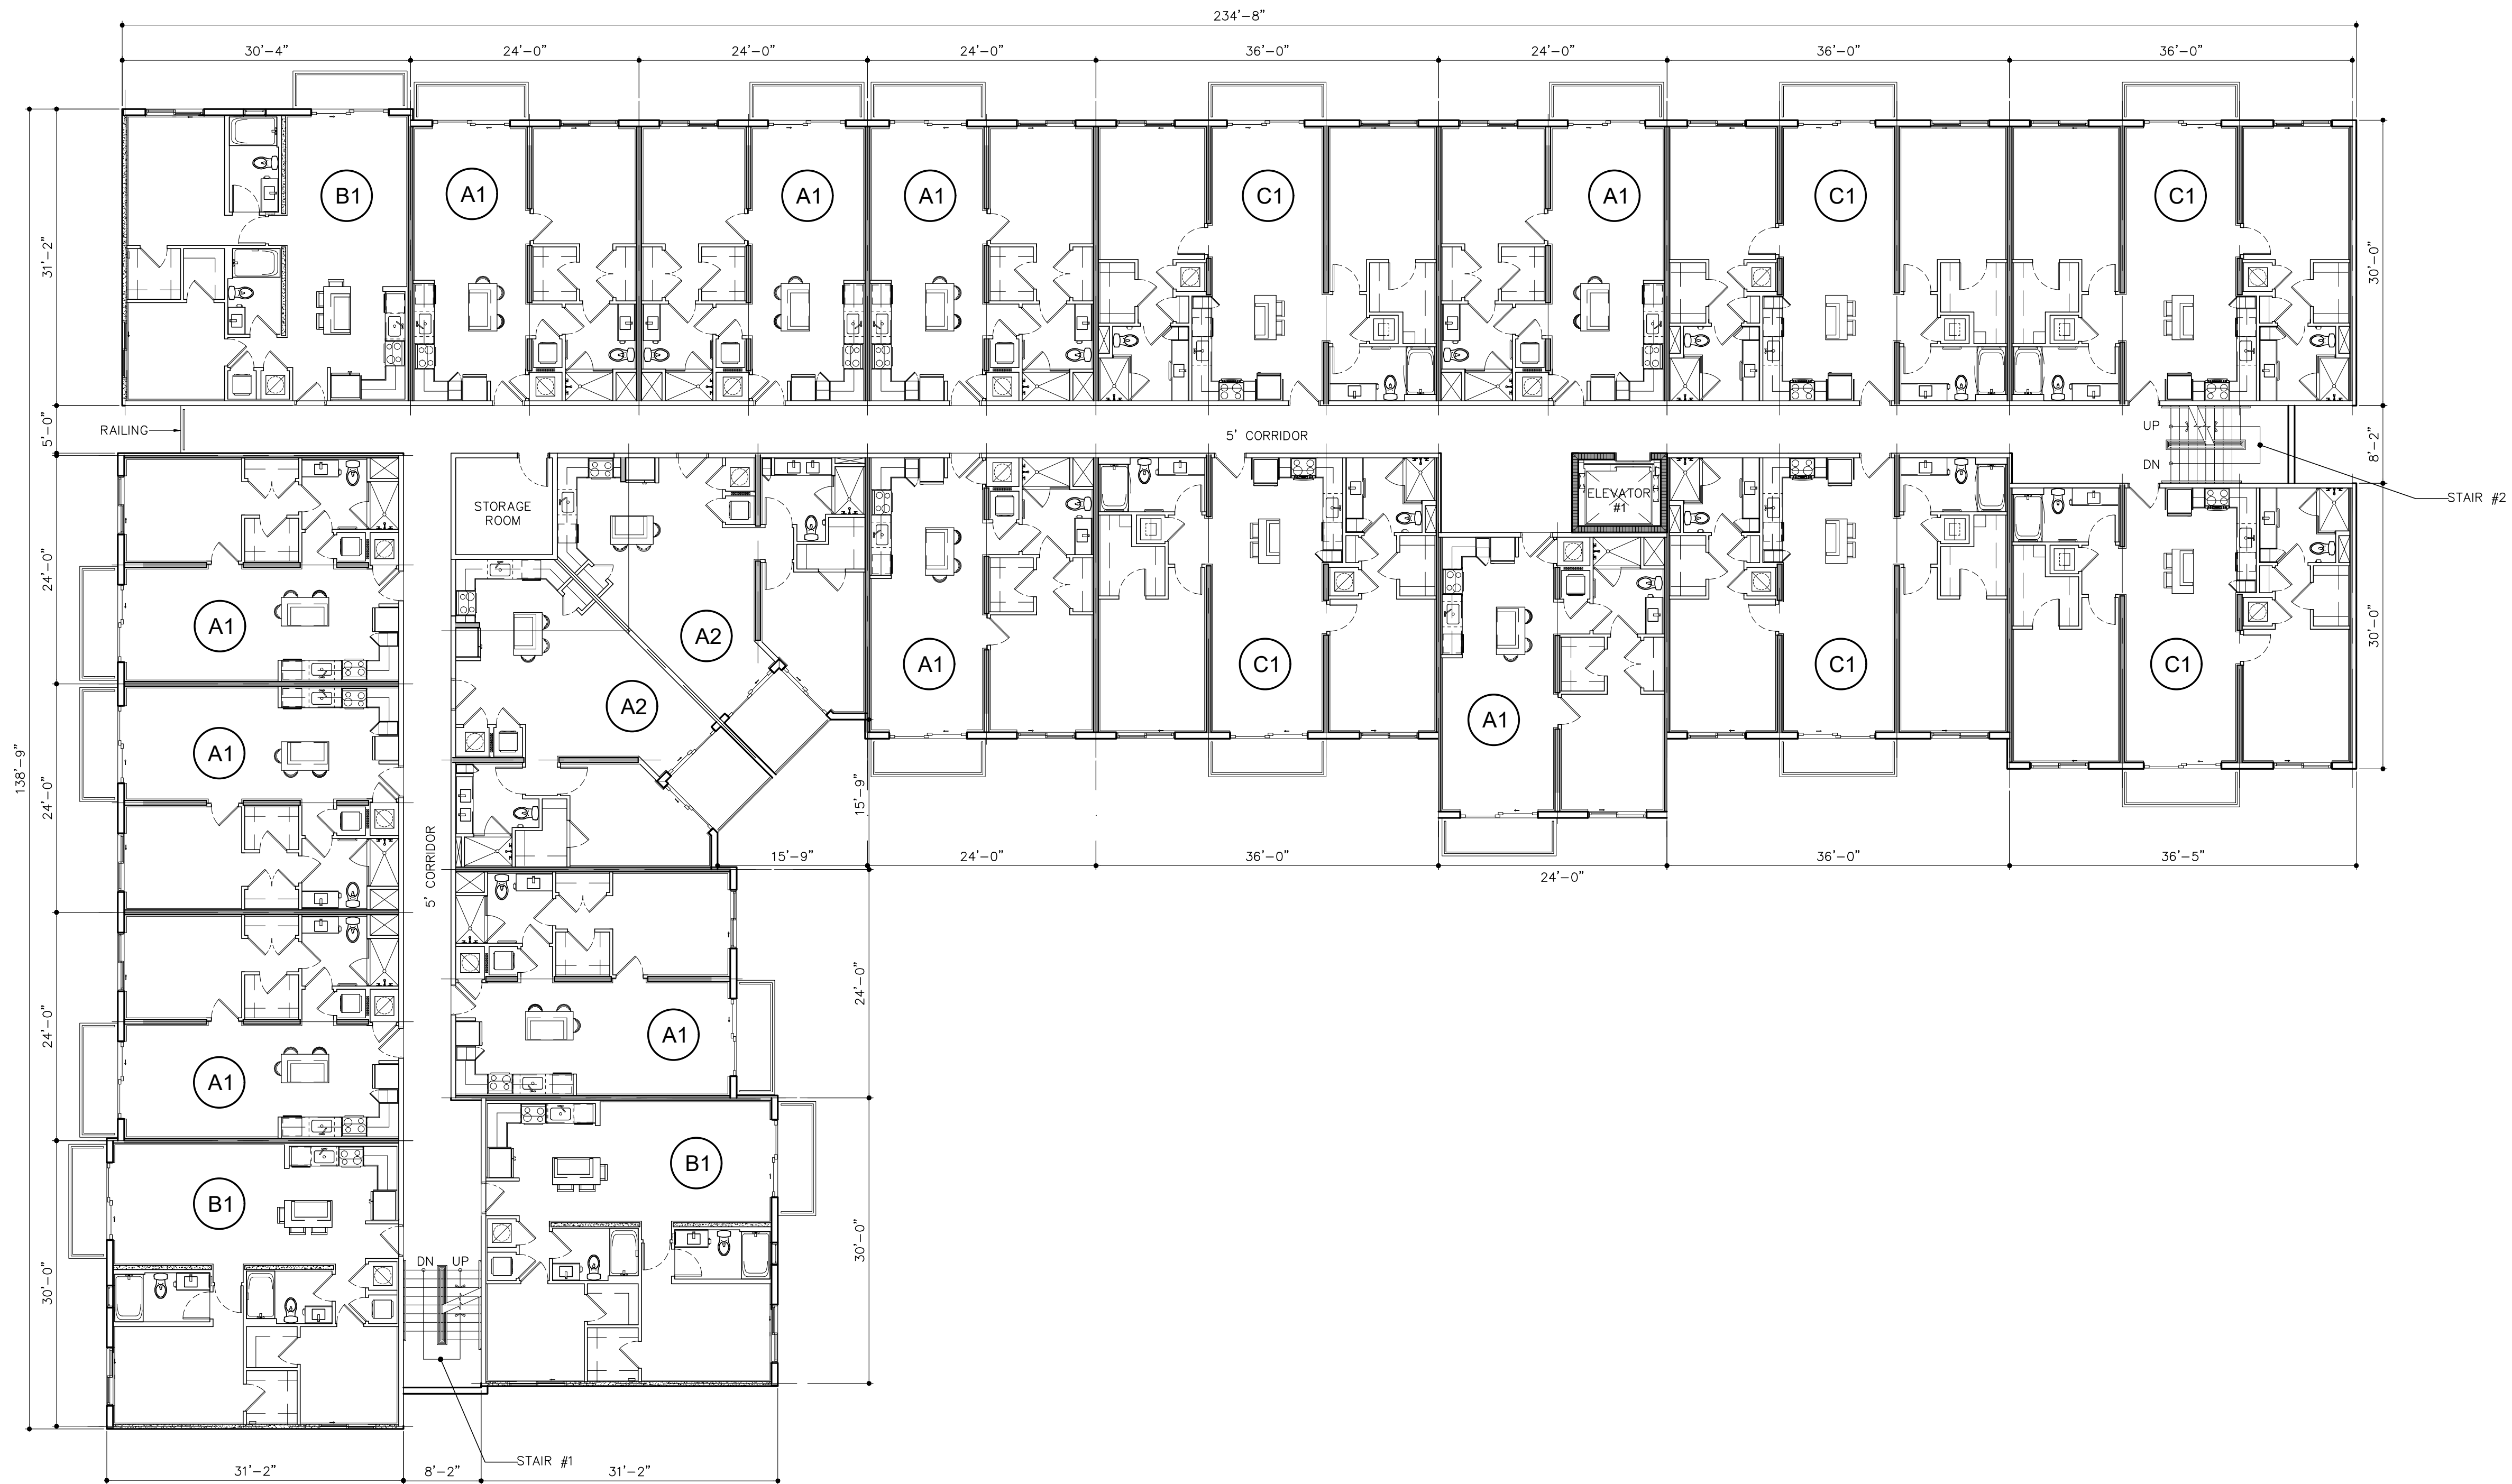 234'-8"
30'-4"
24'-0"
24'-0"
24'-0"
36'-0"
24'-0"
36'-0"
36'-0"
B1
A1
A1
A1
C1
A1
C1
C1
31'-2"
30'-0"
5'-0"
RAILING
5' CORRIDOR
UP
DN
8'-2"
STAIR #2
STORAGE
ROOM
ELEVATOR
#1
24'-0"
A1
A2
A1
C1
A1
C1
C1
30'-0"
A2
138'-9"
A1
24'-0"
15'-9"
5' CORRIDOR
15'-9"
24'-0"
36'-0"
24'-0"
36'-0"
36'-5"
24'-0"
A1
24'-0"
A1
B1
B1
30'-0"
30'-0"
DN
UP
STAIR #1
31'-2"
8'-2"
31'-2"